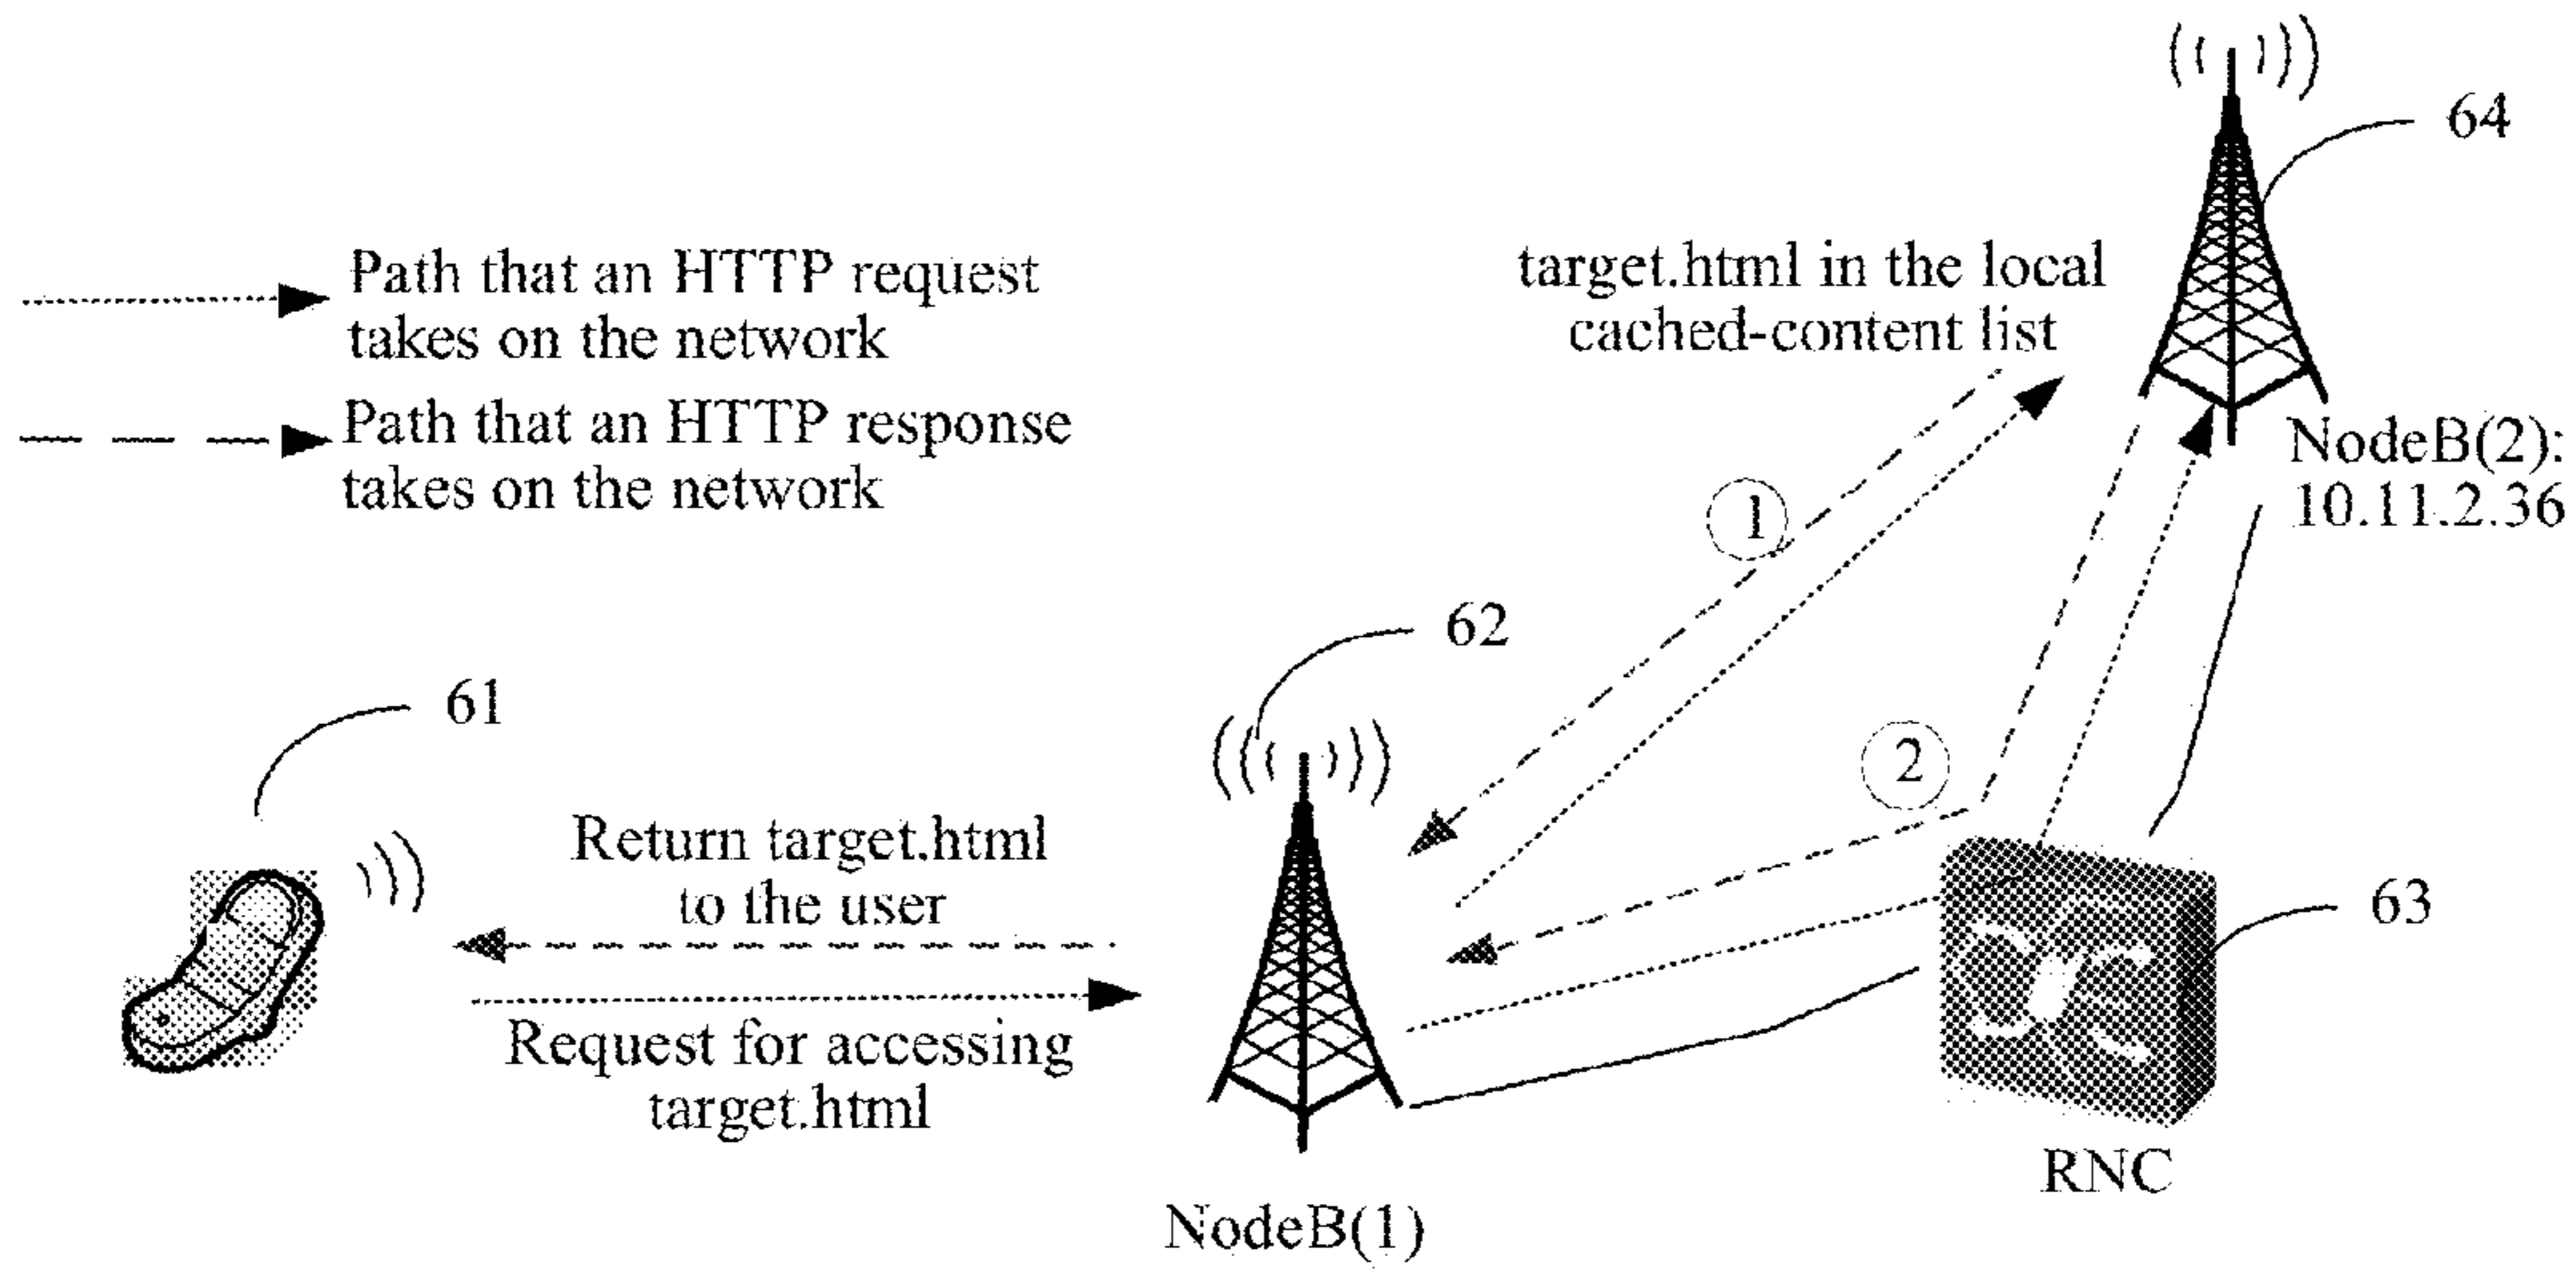 64
Path that an HTTP request
takes on the network
target.html in the local
cached-content list
Path that an HTTP response
takes on the network
NodeB(2):
10.11.2.36
1
62
61
2
Return target.html
to the user
63
Request for accessing
target.html
RNC
NodeB(1)